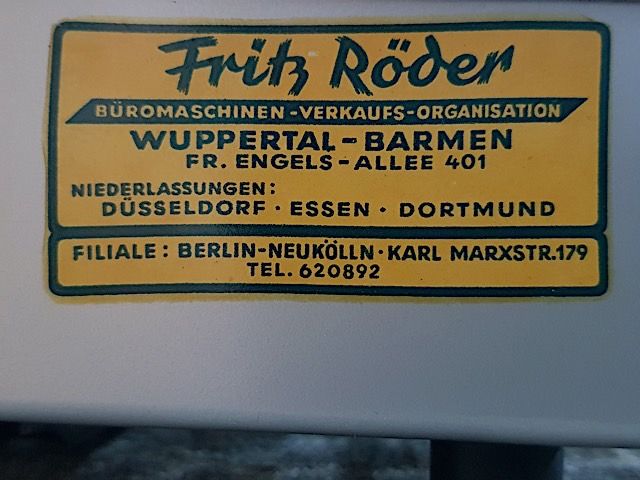 Fritz Röder
BÜROMASCHINEN-VERKAUFS-ORGANISATION
WUPPERTAL-BARMEN
FR. ENGELS-ALLEE 401
NIEDERLASSUNGEN:
DÜSSELDORF · ESSEN · DORTMUND
FILIALE: BERLIN-NEUKÖLLN · KARL MARXSTR.179
TEL. 620892